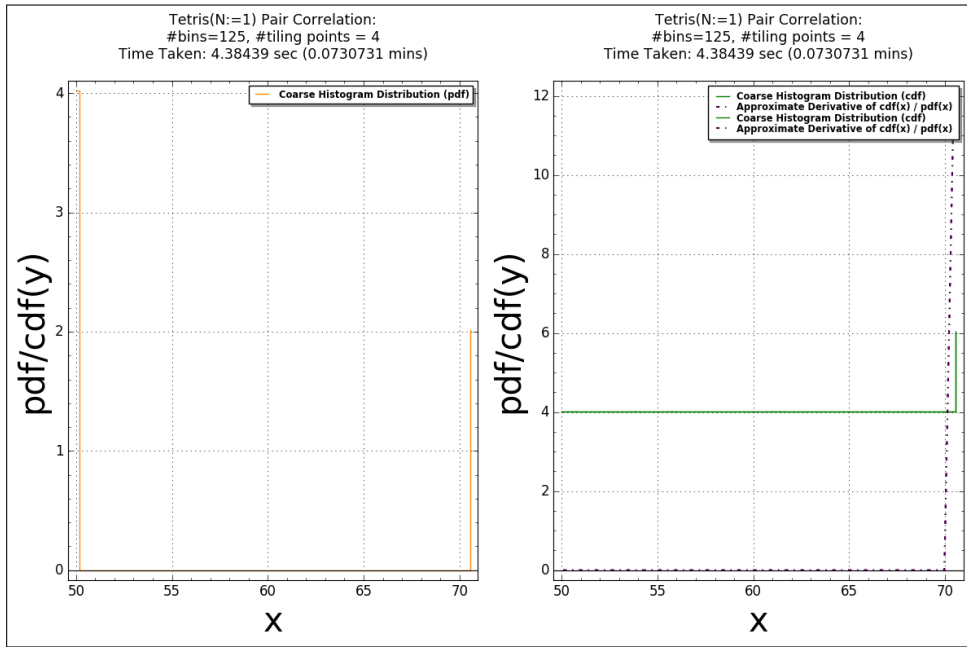 Tetris(N:=1) Pair Correlation:
#bins=125, #tiling points = 4
Time Taken: 4.38439 sec (0.0730731 mins)
Coarse Histogram Distribution (pdf)
4
3
2
1
0
pdf/cdf(y)
50 55 60 65 70
x
Tetris(N:=1) Pair Correlation:
#bins=125, #tiling points = 4
Time Taken: 4.38439 sec (0.0730731 mins)
Coarse Histogram Distribution (cdf)
Approximate Derivative of cdf(x) / pdf(x)
Coarse Histogram Distribution (cdf)
Approximate Derivative of cdf(x) / pdf(x)
12
10
8
6
4
2
0
pdf/cdf(y)
50 55 60 65 70
x